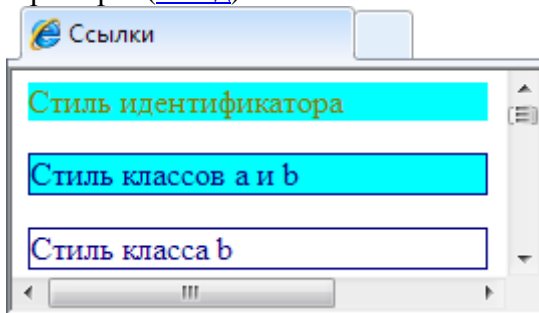 Ссылки
Стиль идентификатора
Стиль классов a и b
Стиль класса b